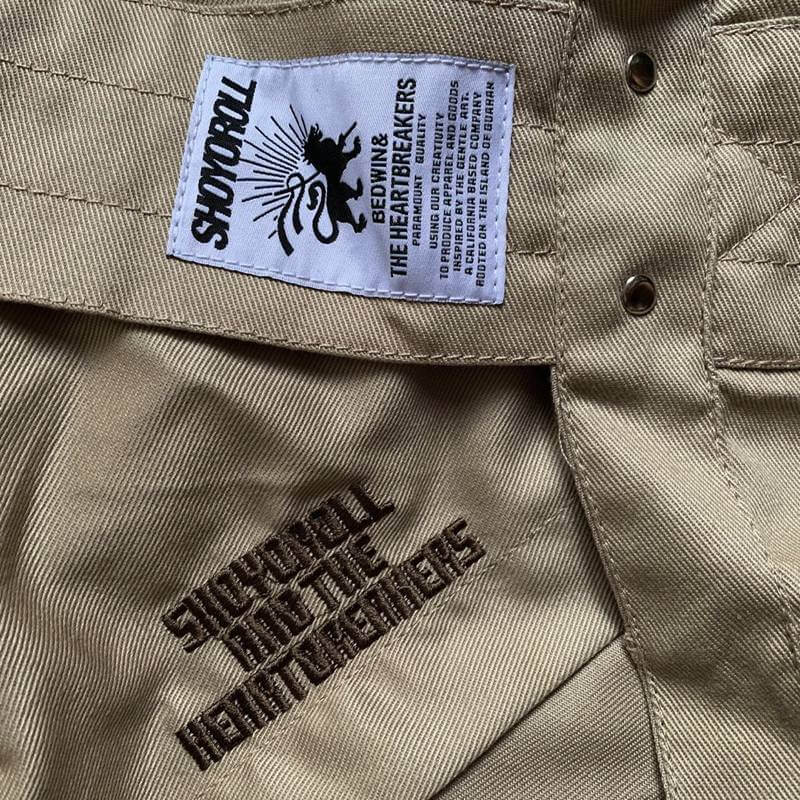 SHOYOROLL
BEDWIN&
THE HEARTBREAKERS
PARAMOUNT QUALITY
USING OUR CREATIVITY
TO PRODUCE APPAREL AND GOODS
INSPIRED BY THE GENTLE ART.
A CALIFORNIA BASED COMPANY
ROOTED ON THE ISLAND OF GUAHAN
SHOYOROLL
AND THE
HEARTBREAKERS